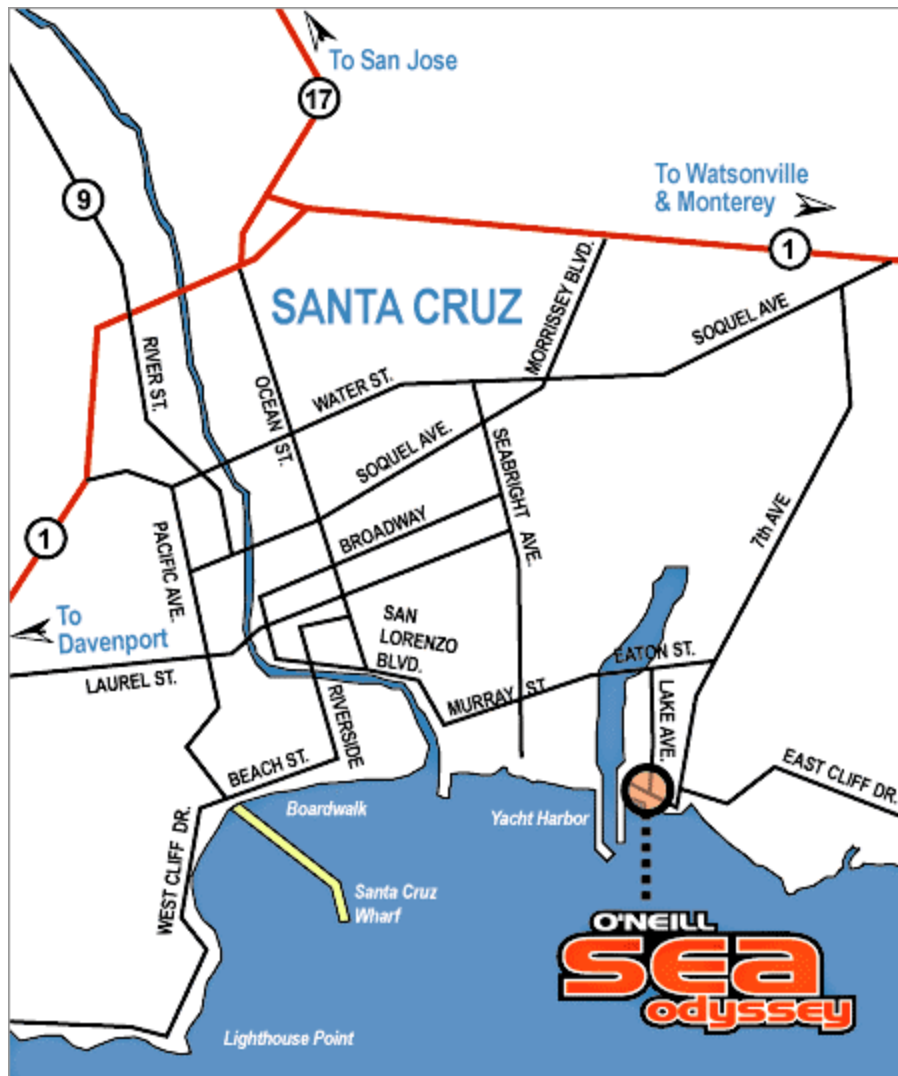 To San Jose
17
To Watsonville
& Monterey
9
1
SANTA CRUZ
MORRISSEY BLVD.
SOQUEL AVE
RIVER ST.
OCEAN ST.
WATER ST.
SOQUEL AVE.
SEABRIGHT AVE.
BROADWAY
7th AVE
1
PACIFIC AVE.
To
Davenport
SAN
LORENZO
BLVD.
LAUREL ST.
EATON ST.
MURRAY ST.
RIVERSIDE
LAKE AVE.
BEACH ST.
EAST CLIFF DR.
Boardwalk
Yacht Harbor
WEST CLIFF DR.
Santa Cruz
Wharf
O'NEILL
sea
odyssey
Lighthouse Point